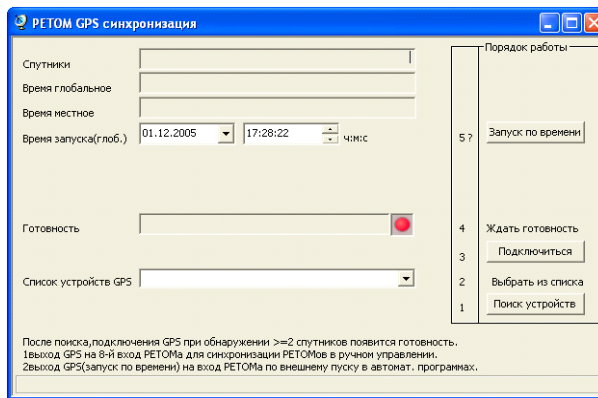 РЕТОМ GPS синхронизация
Порядок работы
Спутники
Время глобальное
Время местное
Время запуска(глоб.) 01.12.2005 17:28:22 ч:м:с 5 ? Запуск по времени
Готовность 4 Ждать готовность
3 Подключиться
Список устройств GPS 2 Выбрать из списка
1 Поиск устройств
После поиска,подключения GPS при обнаружении >=2 спутников появится готовность.
1выход GPS на 8-й вход РЕТОМа для синхронизации РЕТОМов в ручном управлении.
2выход GPS(запуск по времени) на вход РЕТОМа по внешнему пуску в автомат. программах.